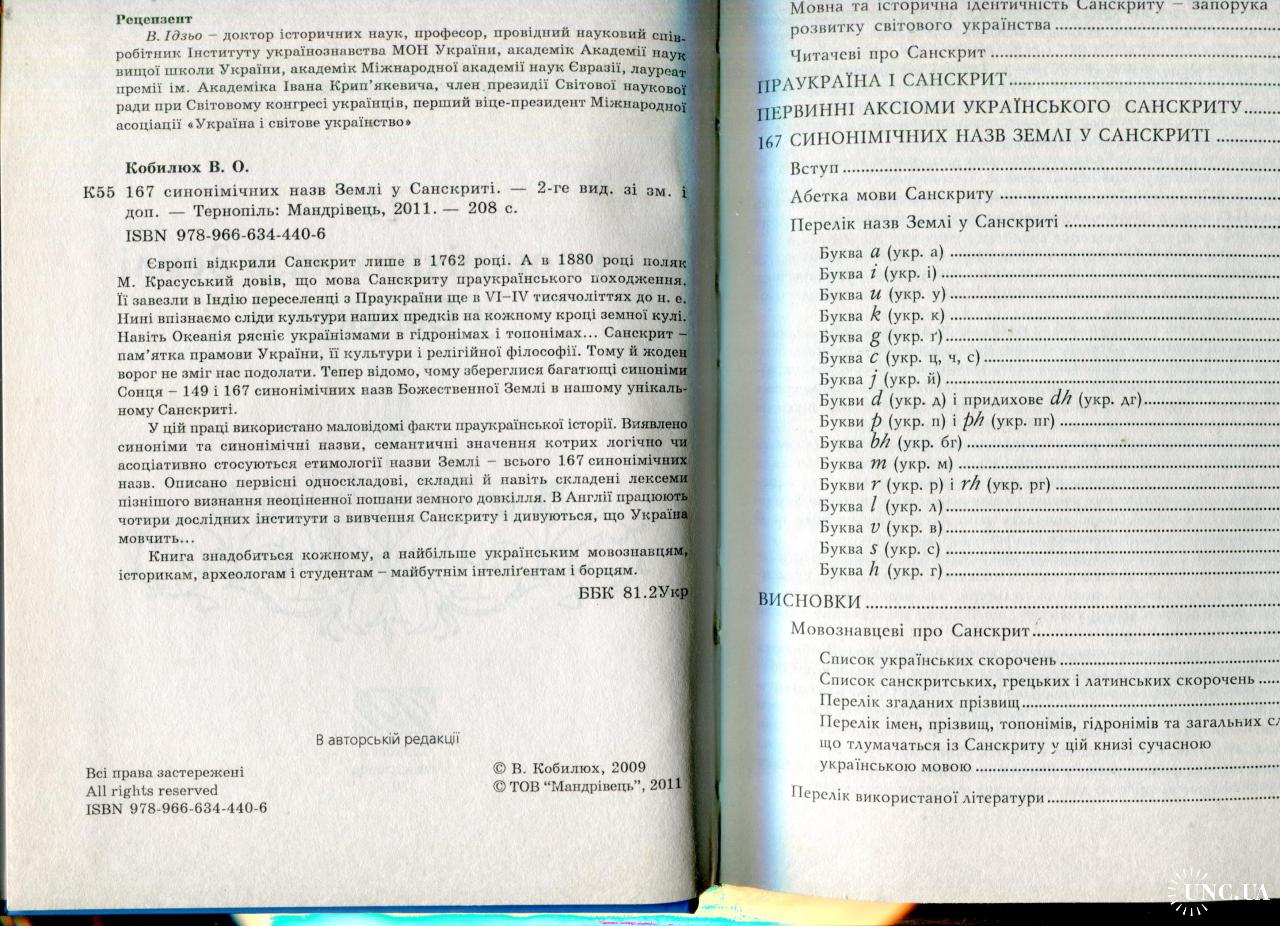 Рецензент
В. Ідзьо – доктор історичних наук, професор, провідний науковий спів-
робітник Інституту українознавства МОН України, академік Академії наук
вищої школи України, академік Міжнародної академії наук Євразії, лауреат
премії ім. Академіка Івана Крип’якевича, член президії Світової наукової
ради при Світовому конгресі українців, перший віце-президент Міжнародної
асоціації «Україна і світове українство»
Кобилюх В. О.
К55 167 синонімічних назв Землі у Санскриті. — 2-ге вид. зі зм. і
доп. — Тернопіль: Мандрівець, 2011. — 208 с.
ISBN 978-966-634-440-6
Європі відкрили Санскрит лише в 1762 році. А в 1880 році поляк
М. Красуський довів, що мова Санскриту праукраїнського походження.
Її завезли в Індію переселенці з Праукраїни ще в VI–IV тисячоліттях до н. е.
Нині впізнаємо сліди культури наших предків на кожному кроці земної кулі.
Навіть Океанія рясніє українізмами в гідронімах і топонімах... Санскрит –
пам’ятка прамови України, її культури і релігійної філософії. Тому й жоден
ворог не зміг нас подолати. Тепер відомо, чому збереглися багатющі синоніми
Сонця – 149 і 167 синонімічних назв Божественної Землі в нашому унікаль-
ному Санскриті.
У цій праці використано маловідомі факти праукраїнської історії. Виявлено
синоніми та синонімічні назви, семантичні значення котрих логічно чи
асоціативно стосуються етимології назви Землі – всього 167 синонімічних
назв. Описано первісні односкладові, складні й навіть складені лексеми
пізнішого визнання неоціненної пошани земного довкілля. В Англії працюють
чотири дослідних інститути з вивчення Санскриту і дивуються, що Україна
мовчить...
Книга знадобиться кожному, а найбільше українським мовознавцям,
історикам, археологам і студентам – майбутнім інтеліґентам і борцям.
ББК 81.2Укр
В авторській редакції
Всі права застережені
All rights reserved
ISBN 978-966-634-440-6
© В. Кобилюх, 2009
© ТОВ “Мандрівець”, 2011
Мовна та історична ідентичність Санскриту – запорука
розвитку світового українства
Читачеві про Санскрит
ПРАУКРАЇНА І САНСКРИТ
ПЕРВИННІ АКСІОМИ УКРАЇНСЬКОГО САНСКРИТУ
167 СИНОНІМІЧНИХ НАЗВ ЗЕМЛІ У САНСКРИТІ
Вступ
Абетка мови Санскриту
Перелік назв Землі у Санскриті
Буква a (укр. а)
Буква i (укр. і)
Буква u (укр. у)
Буква k (укр. к)
Буква g (укр. ґ)
Буква c (укр. ц, ч, с)
Буква j (укр. й)
Букви d (укр. д) і придихове dh (укр. дг)
Букви p (укр. п) і ph (укр. пг)
Буква bh (укр. бг)
Буква m (укр. м)
Букви r (укр. р) і rh (укр. рг)
Буква l (укр. л)
Буква v (укр. в)
Буква s (укр. с)
Буква h (укр. г)
ВИСНОВКИ
Мовознавцеві про Санскрит
Список українських скорочень
Список санскритських, грецьких і латинських скорочень
Перелік згаданих прізвищ
Перелік імен, прізвищ, топонімів, гідронімів та загальних сл
що тлумачаться із Санскриту у цій книзі сучасною
українською мовою
Перелік використаної літератури
UNC.UA